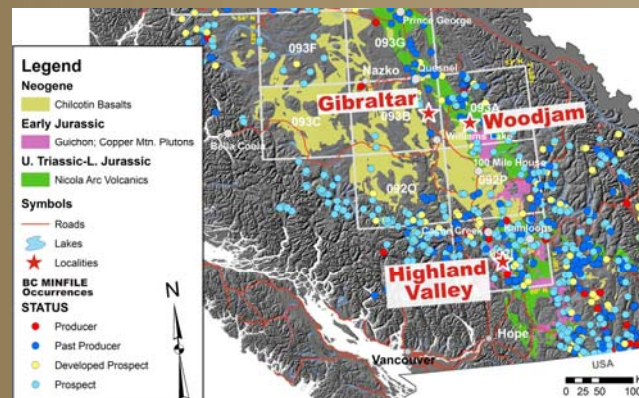 Legend
Neogene
Chilcotin Basalts
Early Jurassic
Guichon; Copper Mtn. Plutons
U. Triassic-L. Jurassic
Nicola Arc Volcanics
Symbols
Roads
Lakes
Localities
BC MINFILE
Occurrences
STATUS
Producer
Past Producer
Developed Prospect
Prospect
N
Prince George
093F
093G
Nazko
Quesnel
Gibraltar
093A
Woodjam
093C
093B
Williams Lake
Bella Coola
100 Mile House
092O
092P
Cache Creek
Kamloops
092I
Highland
Valley
Hope
Vancouver
USA
0 25 50